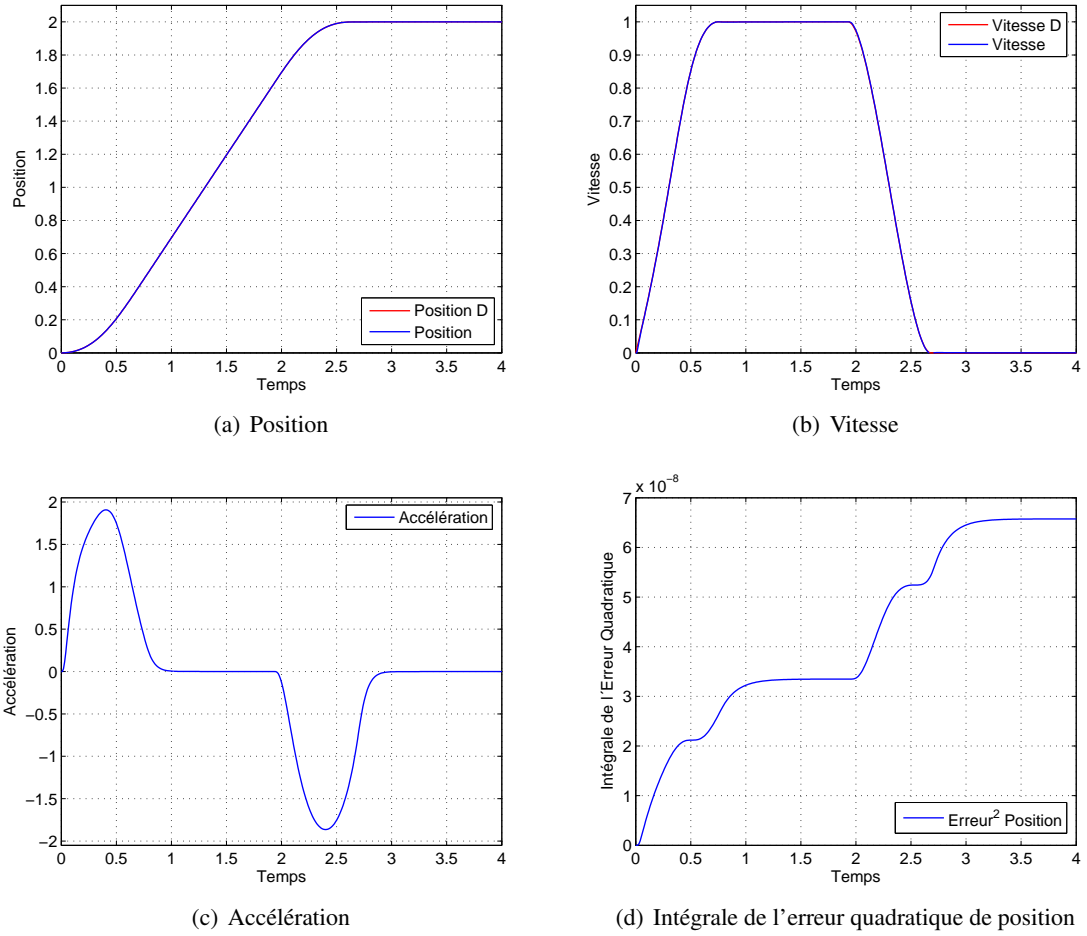 2
1.8
1.6
1.4
1.2
1
0.8
0.6
0.4
0.2
0
Position
0 0.5 1 1.5 2 2.5 3 3.5 4
Temps
Position D
Position
(a) Position
1
0.9
0.8
0.7
0.6
0.5
0.4
0.3
0.2
0.1
0
Vitesse
0 0.5 1 1.5 2 2.5 3 3.5 4
Temps
Vitesse D
Vitesse
(b) Vitesse
2
1.5
1
0.5
0
−0.5
−1
−1.5
−2
Accélération
0 0.5 1 1.5 2 2.5 3 3.5 4
Temps
Accélération
(c) Accélération
x 10⁻⁸
7
6
5
4
3
2
1
0
Intégrale de l´Erreur Quadratique
0 0.5 1 1.5 2 2.5 3 3.5 4
Temps
Erreur² Position
(d) Intégrale de l’erreur quadratique de position